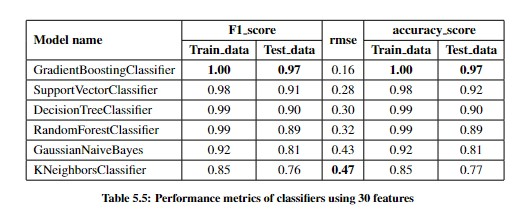 Model name F1_score rmse accuracy_score
Train_data Test_data Train_data Test_data
GradientBoostingClassifier 1.00 0.97 0.16 1.00 0.97
SupportVectorClassifier 0.98 0.91 0.28 0.98 0.92
DecisionTreeClassifier 0.99 0.90 0.30 0.99 0.90
RandomForestClassifier 0.99 0.89 0.32 0.99 0.89
GaussianNaiveBayes 0.92 0.81 0.43 0.92 0.81
KNeighborsClassifier 0.85 0.76 0.47 0.85 0.77
Table 5.5: Performance metrics of classifiers using 30 features